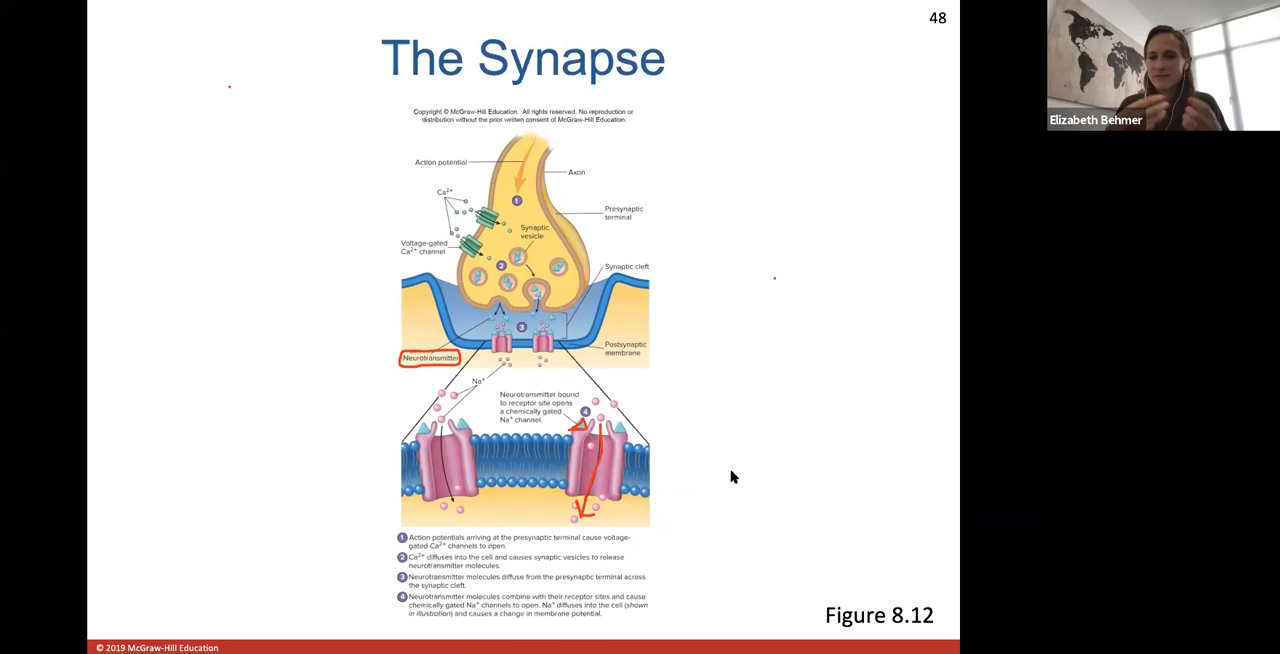 48
The Synapse
Copyright © McGraw-Hill Education. All rights reserved. No reproduction or
distribution without the prior written consent of McGraw-Hill Education.
Elizabeth Behmer
Action potential
Axon
Ca²⁺
1
Presynaptic
terminal
Synaptic
vesicle
Voltage-gated
Ca²⁺ channel
2
Synaptic cleft
3
Neurotransmitter
Postsynaptic
membrane
Na⁺
Neurotransmitter bound
to receptor site opens
a chemically gated
Na⁺ channel.
4
1 Action potentials arriving at the presynaptic terminal cause voltage-
gated Ca²⁺ channels to open.
2 Ca²⁺ diffuses into the cell and causes synaptic vesicles to release
neurotransmitter molecules.
3 Neurotransmitter molecules diffuse from the presynaptic terminal across
the synaptic cleft.
4 Neurotransmitter molecules combine with their receptor sites and cause
chemically gated Na⁺ channels to open. Na⁺ diffuses into the cell (shown
in illustration) and causes a change in membrane potential.
Figure 8.12
© 2019 McGraw-Hill Education